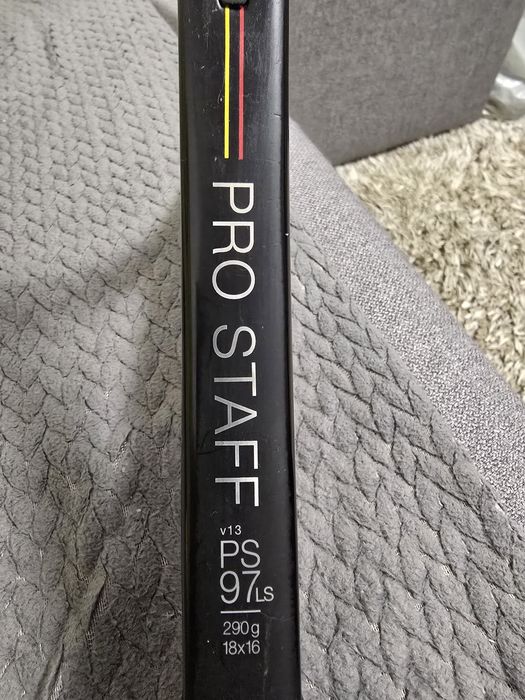 PRO STAFF
v13
PS
97LS
290g
18x16